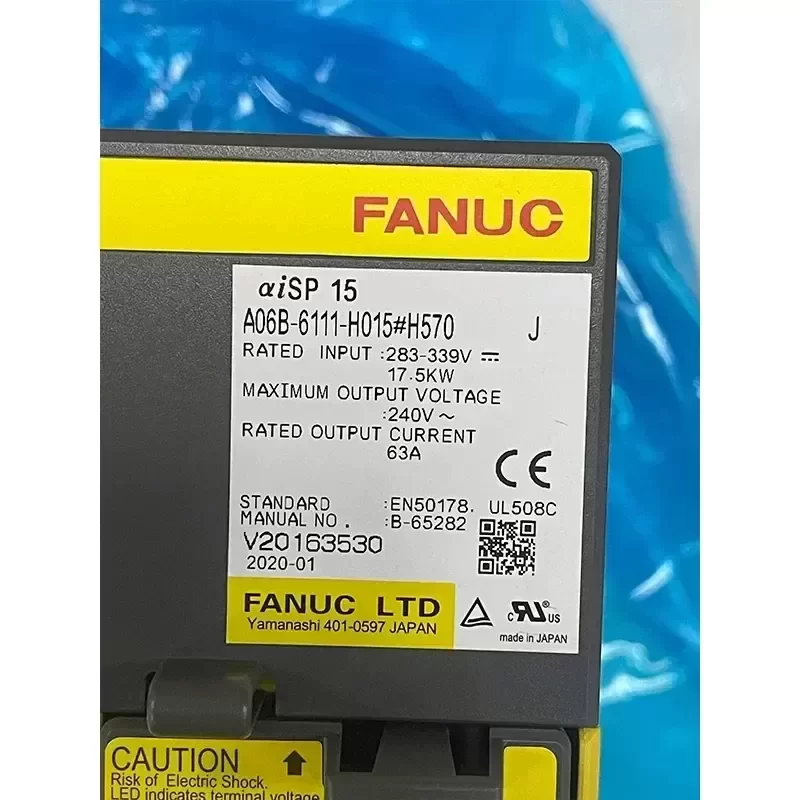 FANUC
αiSP 15
A06B-6111-H015#H570 J
RATED INPUT :283-339V ⎓
17.5KW
MAXIMUM OUTPUT VOLTAGE
:240V～
RATED OUTPUT CURRENT
63A
CE
STANDARD :EN50178. UL508C
MANUAL NO. :B-65282
V20163530
2020-01
FANUC LTD
Yamanashi 401-0597 JAPAN
c RU US
made in JAPAN
CAUTION
Risk of Electric Shock.
LED indicates terminal voltage